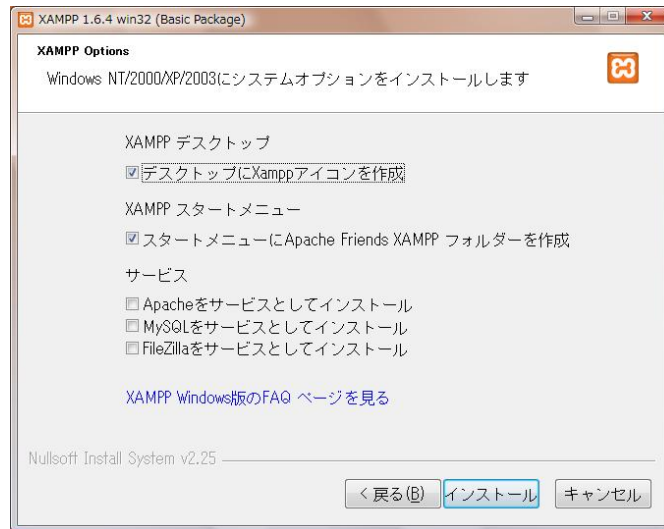 XAMPP 1.6.4 win32 (Basic Package)
XAMPP Options
Windows NT/2000/XP/2003にシステムオプションをインストールします
XAMPP デスクトップ
デスクトップにXamppアイコンを作成
XAMPP スタートメニュー
スタートメニューにApache Friends XAMPP フォルダーを作成
サービス
Apacheをサービスとしてインストール
MySQLをサービスとしてインストール
FileZillaをサービスとしてインストール
XAMPP Windows版のFAQ ページを見る
Nullsoft Install System v2.25
< 戻る(B) インストール キャンセル